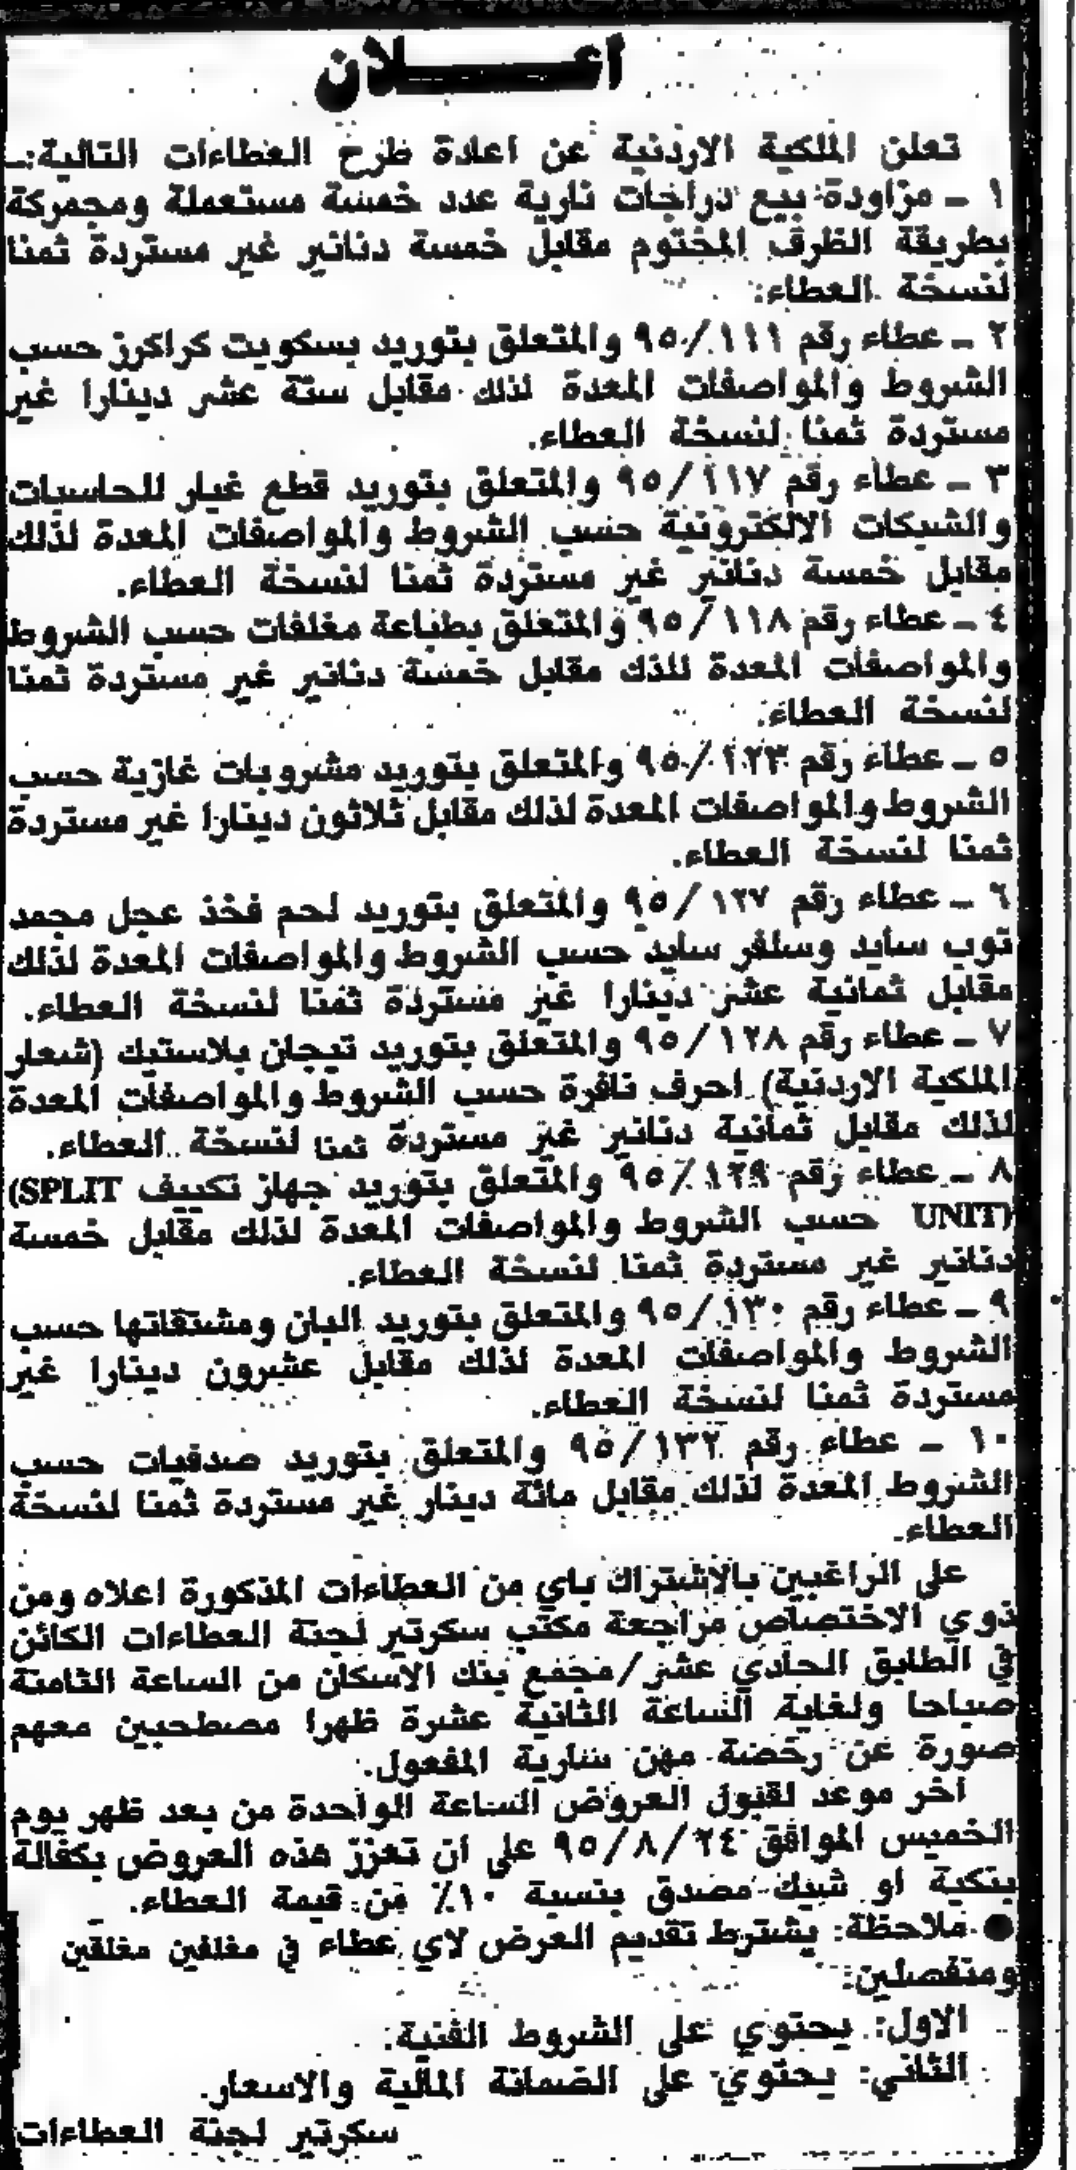 اعـــــلان
تعلن الملكية الاردنية عن اعادة طرح العطاءات التالية:ـ
١ ـ مزاودة بيع دراجات نارية عدد خمسة مستعملة ومجمركة
بطريقة الظرف المختوم مقابل خمسة دنانير غير مستردة ثمنا
لنسخة العطاء.
٢ ـ عطاء رقم ٩٥/١١١ والمتعلق بتوريد بسكويت كراكرز حسب
الشروط والمواصفات المعدة لذلك مقابل ستة عشر دينارا غير
مستردة ثمنا لنسخة العطاء.
٣ ـ عطاء رقم ٩٥/١١٧ والمتعلق بتوريد قطع غيار للحاسبات
والشبكات الالكترونية حسب الشروط والمواصفات المعدة لذلك
مقابل خمسة دنانير غير مستردة ثمنا لنسخة العطاء.
٤ ـ عطاء رقم ٩٥/١١٨ والمتعلق بطباعة مغلفات حسب الشروط
والمواصفات المعدة للذك مقابل خمسة دنانير غير مستردة ثمنا
لنسخة العطاء.
٥ ـ عطاء رقم ٩٥/١٢٣ والمتعلق بتوريد مشروبات غازية حسب
الشروط والمواصفات المعدة لذلك مقابل ثلاثون دينارا غير مستردة
ثمنا لنسخة العطاء.
٦ ـ عطاء رقم ٩٥/١٢٧ والمتعلق بتوريد لحم فخذ عجل مجمد
توب سايد وسلفر سايد حسب الشروط والمواصفات المعدة لذلك
مقابل ثمانية عشر دينارا غير مستردة ثمنا لنسخة العطاء.
٧ ـ عطاء رقم ٩٥/١٢٨ والمتعلق بتوريد تيجان بلاستيك (شعار
الملكية الاردنية) احرف نافرة حسب الشروط والمواصفات المعدة
لذلك مقابل ثمانية دنانير غير مستردة ثمنا لنسخة العطاء.
٨ ـ عطاء رقم ٩٥/١٢٩ والمتعلق بتوريد جهاز تكييف SPLIT)
UNIT) حسب الشروط والمواصفات المعدة لذلك مقابل خمسة
دنانير غير مستردة ثمنا لنسخة العطاء.
٩ ـ عطاء رقم ٩٥/١٣٠ والمتعلق بتوريد البان ومشتقاتها حسب
الشروط والمواصفات المعدة لذلك مقابل عشرون دينارا غير
مستردة ثمنا لنسخة العطاء.
١٠ ـ عطاء رقم ٩٥/١٣٢ والمتعلق بتوريد صدفيات حسب
الشروط المعدة لذلك مقابل مائة دينار غير مستردة ثمنا لنسخة
العطاء.
على الراغبين بالاشتراك باي من العطاءات المذكورة اعلاه ومن
ذوي الاختصاص مراجعة مكتب سكرتير لجنة العطاءات الكائن
في الطابق الحادي عشر/مجمع بنك الاسكان من الساعة الثامنة
صباحا ولغاية الساعة الثانية عشرة ظهرا مصطحبين معهم
صورة عن رخصة مهن سارية المفعول.
آخر موعد لقبول العروض الساعة الواحدة من بعد ظهر يوم
الخميس الموافق ٩٥/٨/٢٤ على ان تعزز هذه العروض بكفالة
بنكية او شيك مصدق بنسبة ١٠٪ من قيمة العطاء.
● ملاحظة: يشترط تقديم العرض لاي عطاء في مغلفين مغلقين
ومنفصلين:
الاول: يحتوي على الشروط الفنية.
الثاني: يحتوي على الضمانة المالية والاسعار.
سكرتير لجنة العطاءات